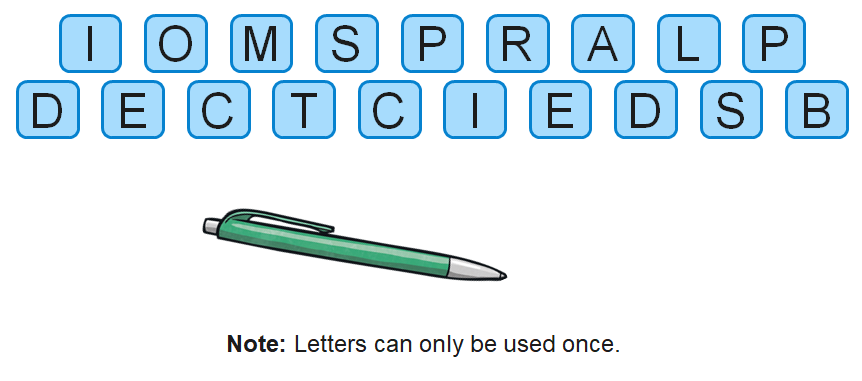 I O M S P R A L P
D E C T C I E D S B
Note: Letters can only be used once.